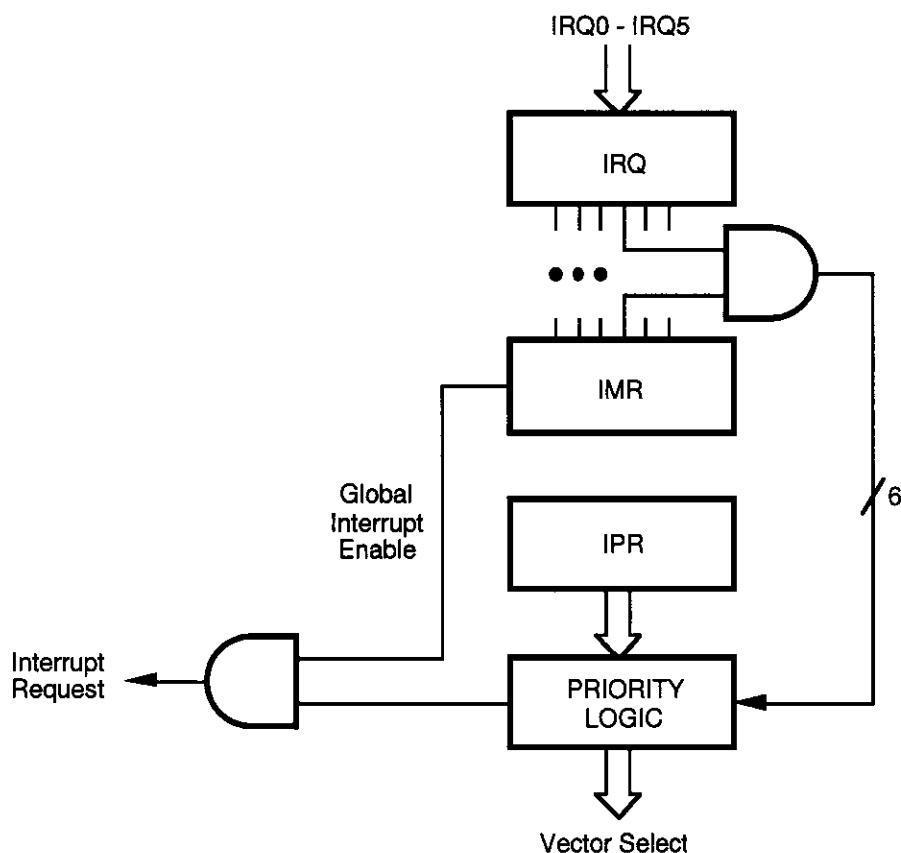 IRQ0 - IRQ5
IRQ
IMR
Global
Interrupt
Enable
6
IPR
Interrupt
Request
PRIORITY
LOGIC
Vector Select